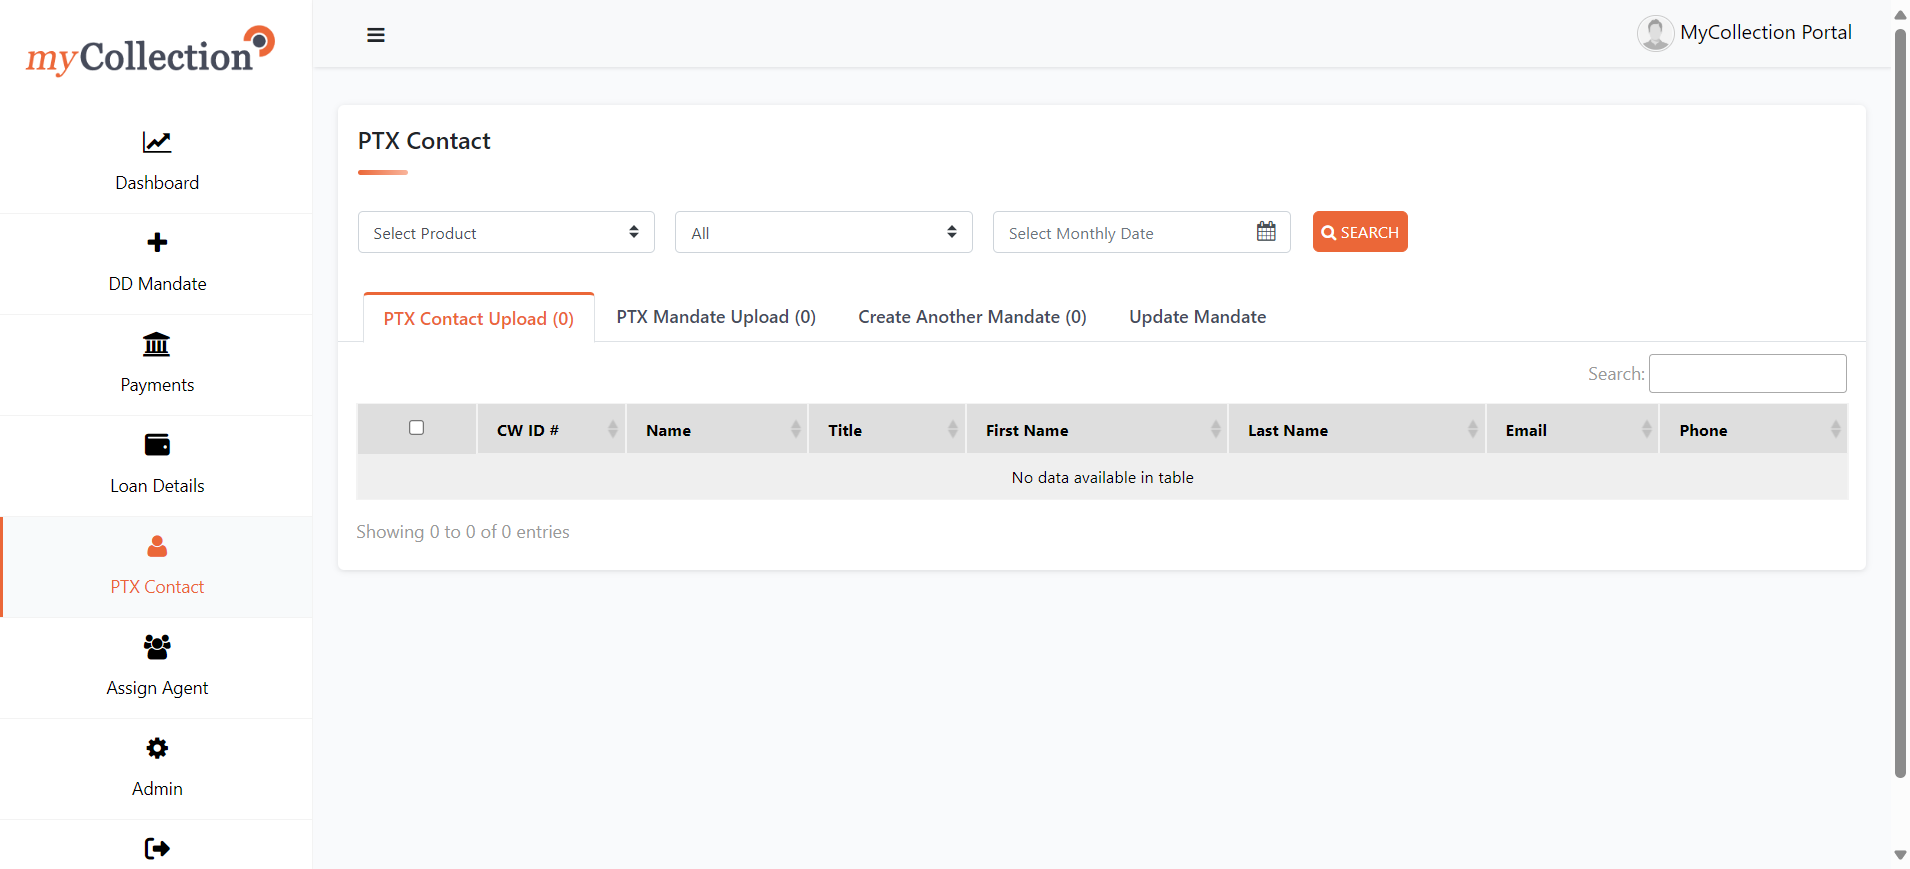 myCollection
MyCollection Portal
Dashboard
DD Mandate
Payments
Loan Details
PTX Contact
Assign Agent
Admin
PTX Contact
Select Product
All
Select Monthly Date
SEARCH
PTX Contact Upload (0)
PTX Mandate Upload (0)
Create Another Mandate (0)
Update Mandate
Search:
CW ID # Name Title First Name Last Name Email Phone
No data available in table
Showing 0 to 0 of 0 entries